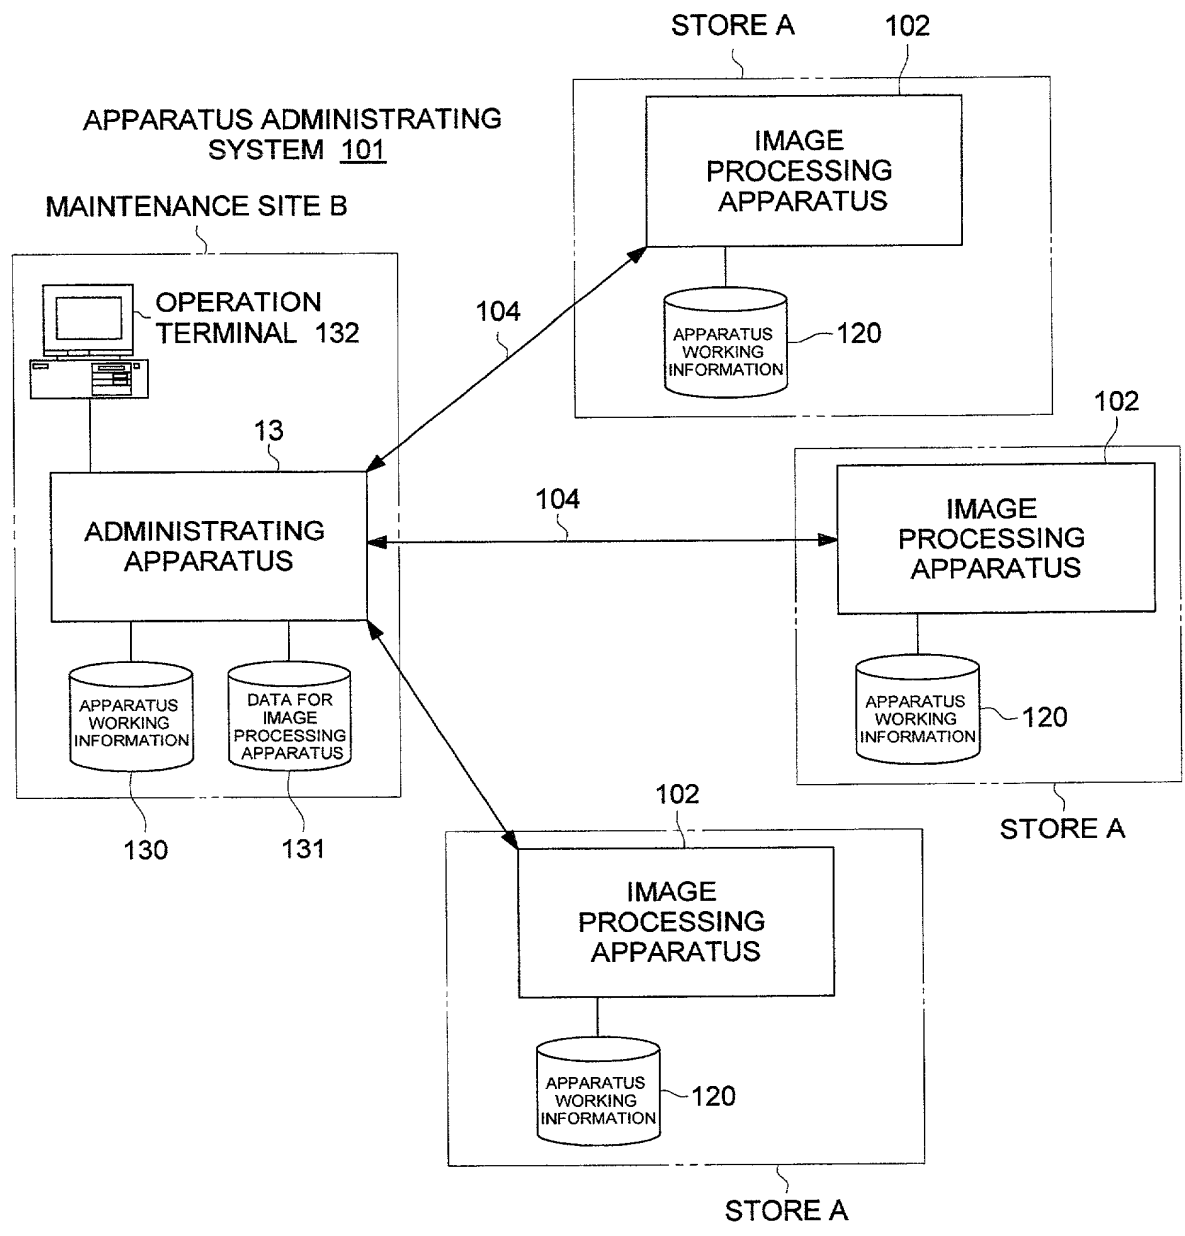 STORE A
102
IMAGE
PROCESSING
APPARATUS
120
APPARATUS
WORKING
INFORMATION
APPARATUS ADMINISTRATING
SYSTEM 101
MAINTENANCE SITE B
OPERATION
TERMINAL 132
104
13
ADMINISTRATING
APPARATUS
APPARATUS
WORKING
INFORMATION
DATA FOR
IMAGE
PROCESSING
APPARATUS
130
131
104
102
IMAGE
PROCESSING
APPARATUS
APPARATUS
WORKING
INFORMATION
120
STORE A
102
IMAGE
PROCESSING
APPARATUS
APPARATUS
WORKING
INFORMATION
120
STORE A